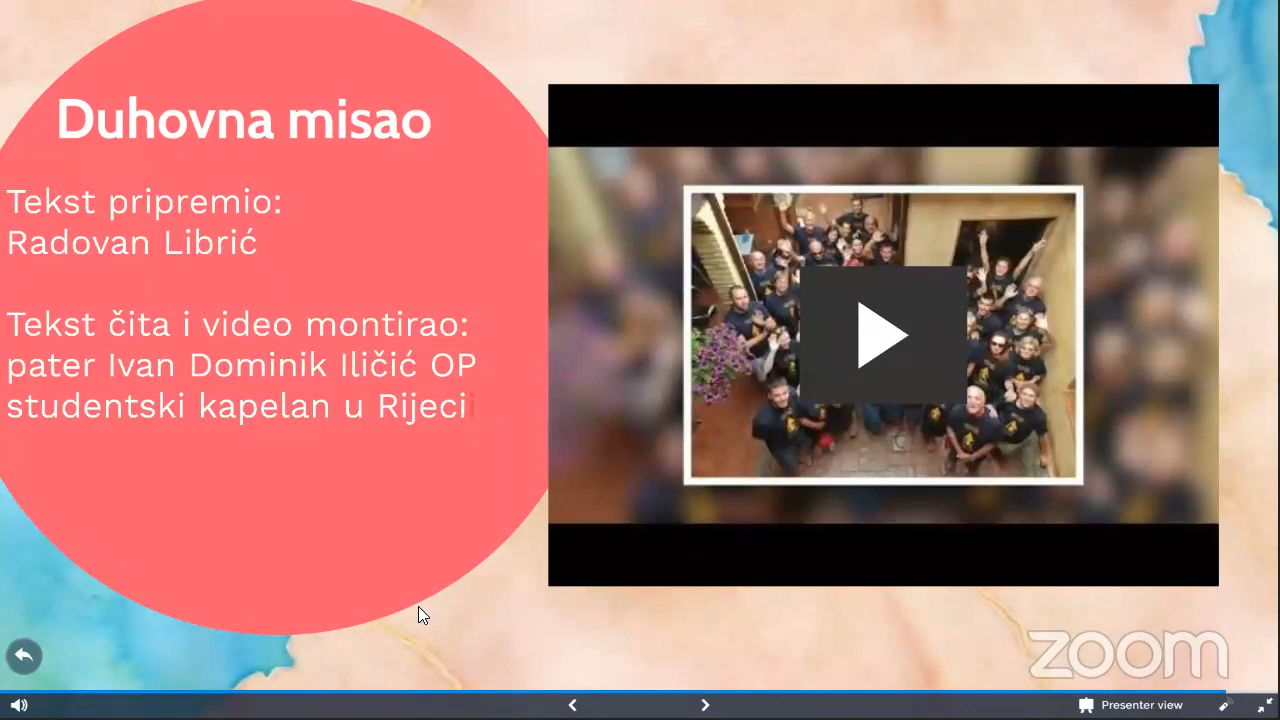 Duhovna misao
Tekst pripremio:
Radovan Librić
Tekst čita i video montirao:
pater Ivan Dominik Iličić OP
studentski kapelan u Rijeci
zoom
Presenter view